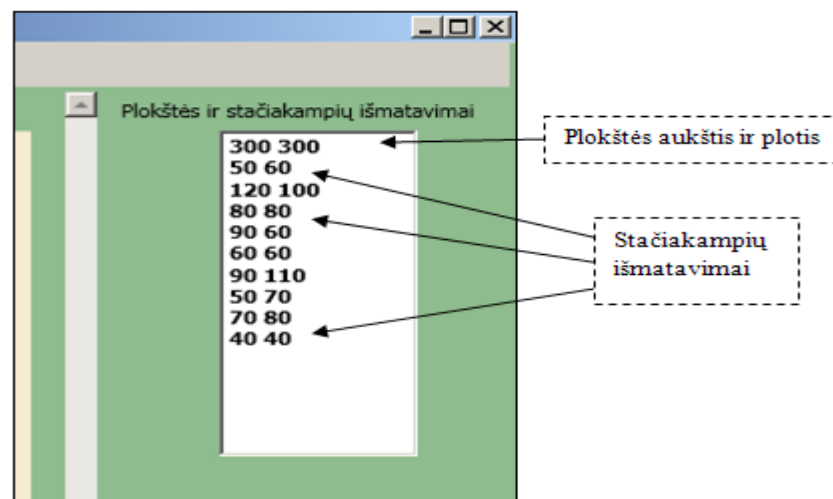 Plokštės ir stačiakampių išmatavimai
300 300
50 60
120 100
80 80
90 60
60 60
90 110
50 70
70 80
40 40
Plokštės aukštis ir plotis
Stačiakampių
išmatavimai